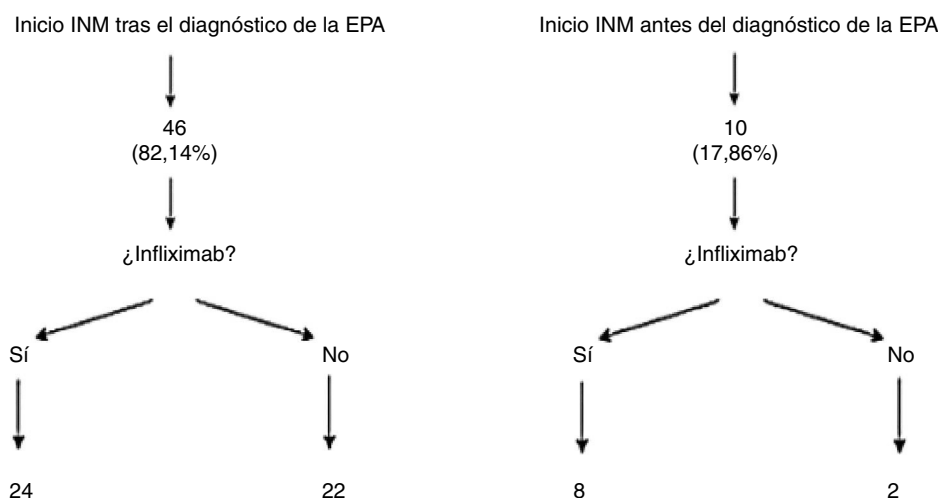 Inicio INM tras el diagnóstico de la EPA
46
(82,14%)
¿Infliximab?
Sí
No
24
22
Inicio INM antes del diagnóstico de la EPA
10
(17,86%)
¿Infliximab?
Sí
No
8
2